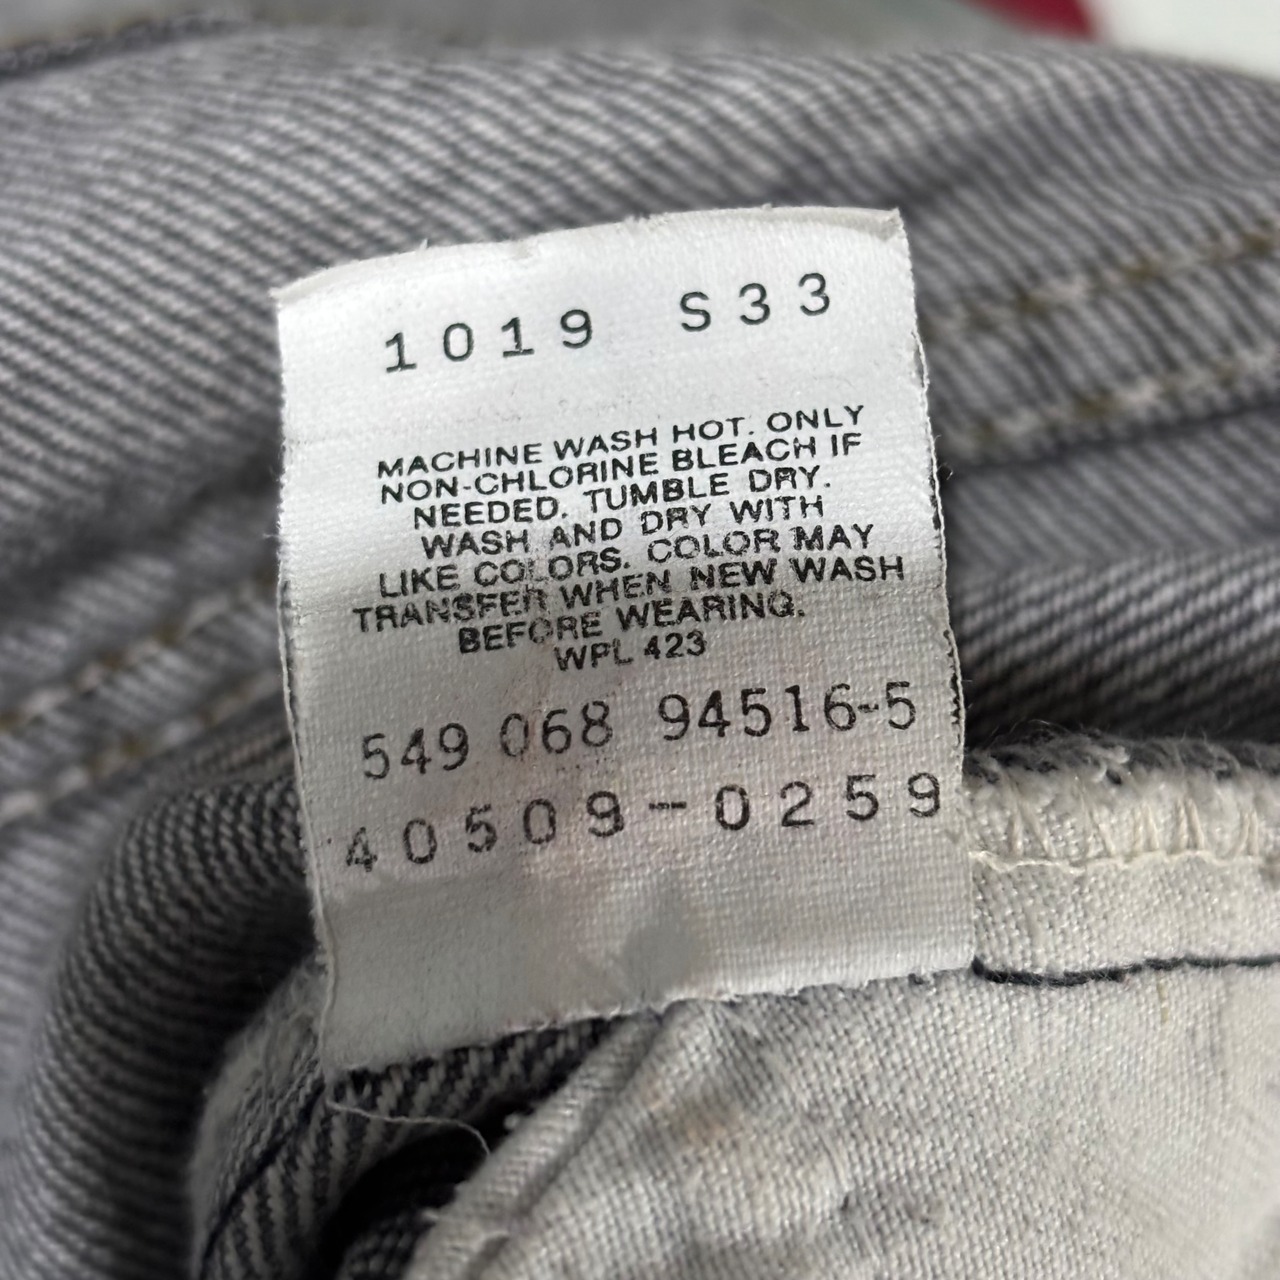 1019 S33
MACHINE WASH HOT. ONLY
NON-CHLORINE BLEACH IF
NEEDED. TUMBLE DRY.
WASH AND DRY WITH
LIKE COLORS. COLOR MAY
TRANSFER WHEN NEW WASH
BEFORE WEARING.
WPL 423
549 068 94516-5
40509-0259